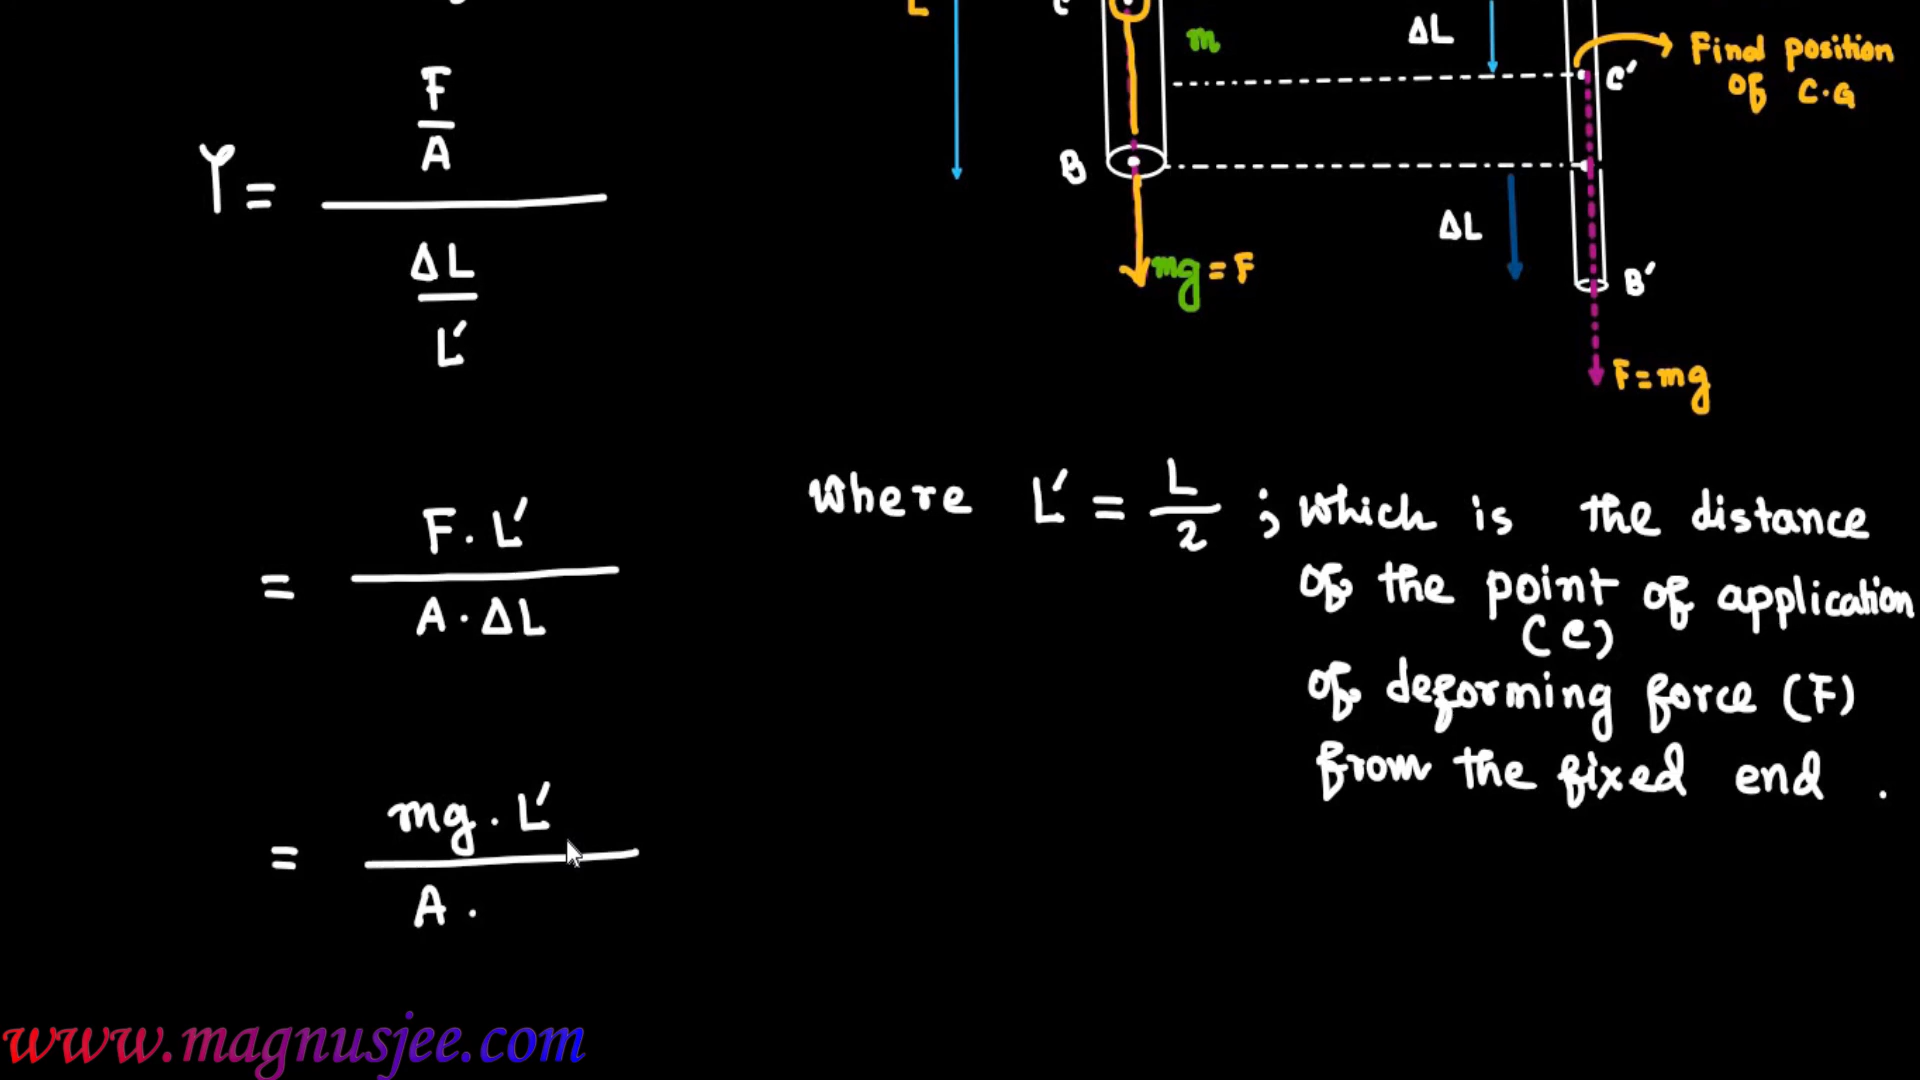 L
C
m
ΔL
C′
Find position
of C.G
B
mg = F
ΔL
B′
F = mg
Y = (F/A) / (ΔL/L′)
= F. L′ / A . ΔL
where L′ = L/2 ; which is the distance
of the point of application
(C)
of deforming force (F)
from the fixed end .
= mg . L′ / A .
www.magnusjee.com